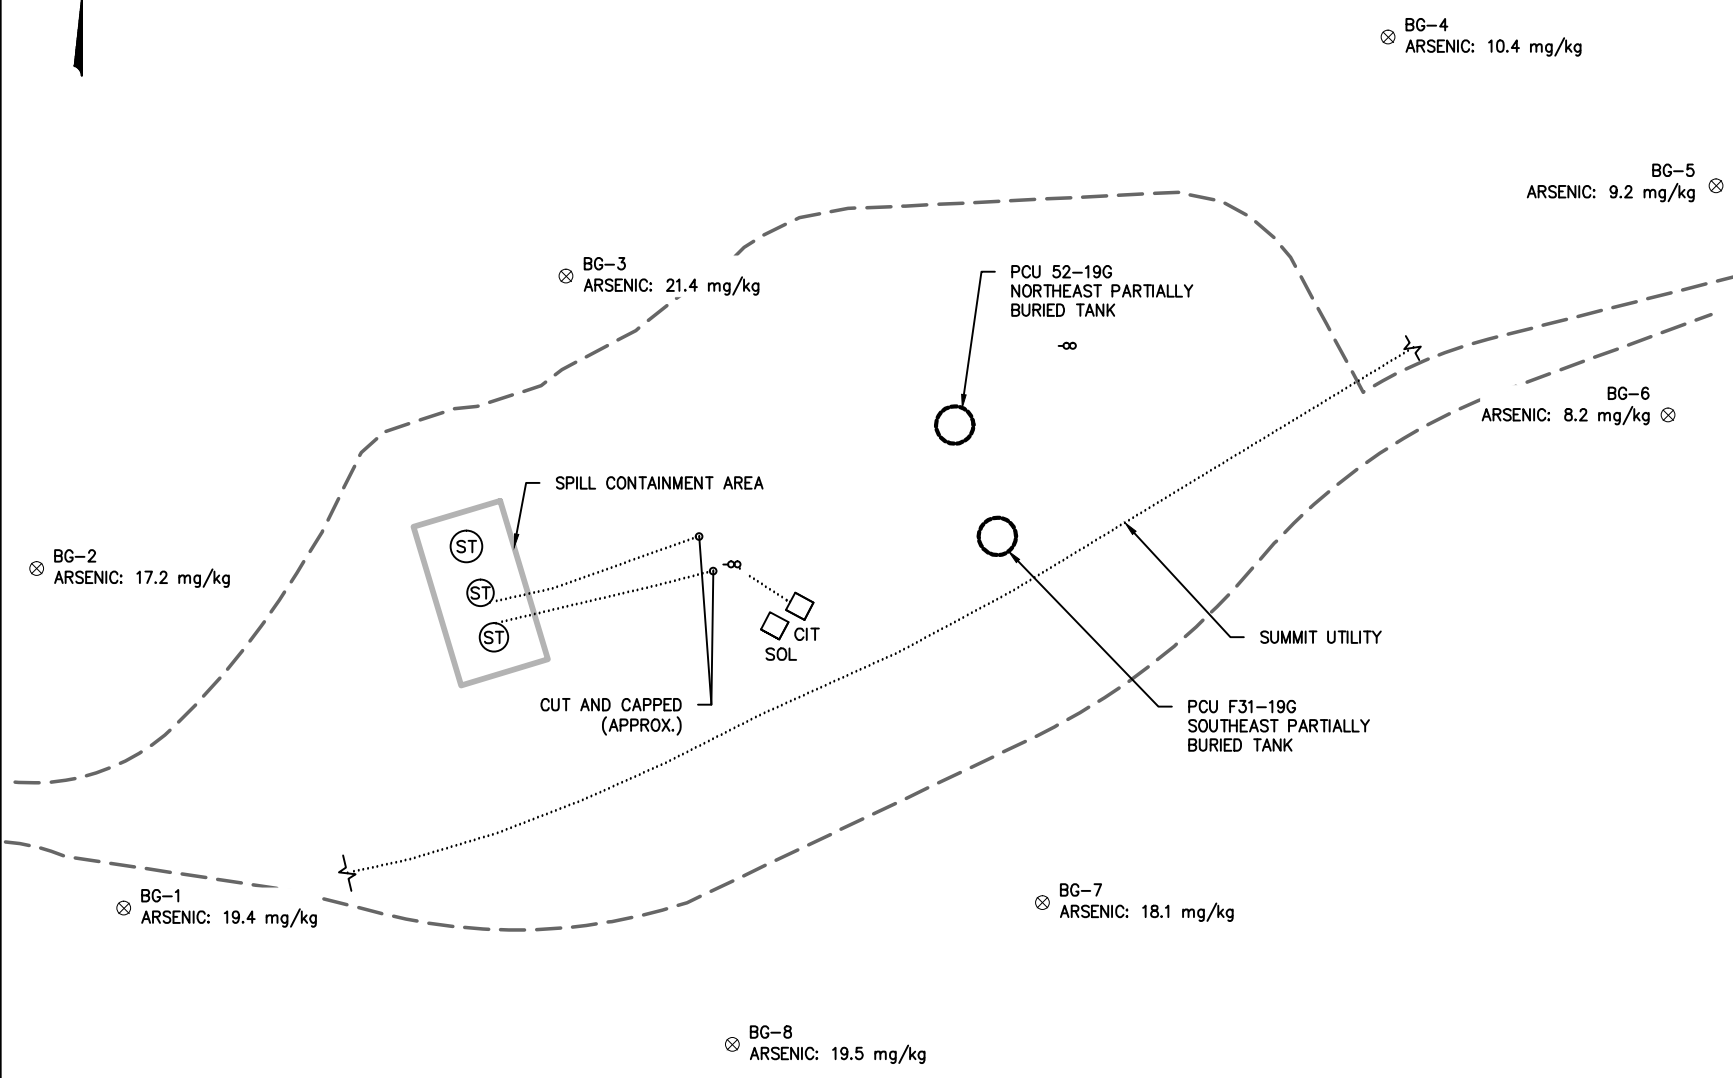 BG-4
ARSENIC: 10.4 mg/kg
BG-5
ARSENIC: 9.2 mg/kg
BG-3
ARSENIC: 21.4 mg/kg
PCU 52-19G
NORTHEAST PARTIALLY
BURIED TANK
BG-6
ARSENIC: 8.2 mg/kg
SPILL CONTAINMENT AREA
ST
BG-2
ARSENIC: 17.2 mg/kg
ST
ST
CIT
SOL
SUMMIT UTILITY
CUT AND CAPPED
(APPROX.)
PCU F31-19G
SOUTHEAST PARTIALLY
BURIED TANK
BG-1
ARSENIC: 19.4 mg/kg
BG-7
ARSENIC: 18.1 mg/kg
BG-8
ARSENIC: 19.5 mg/kg